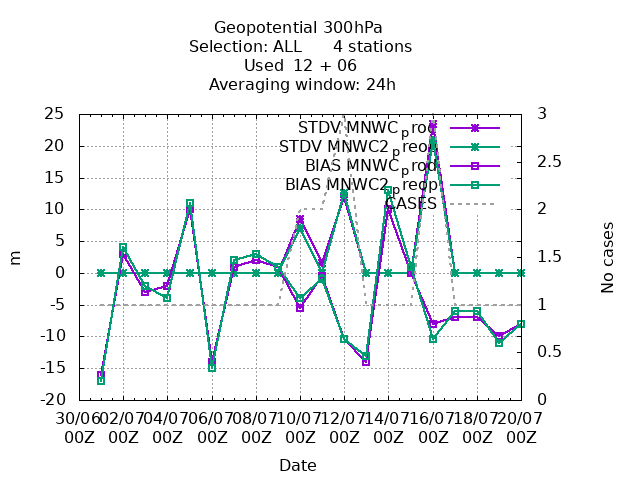 Geopotential 300hPa
Selection: ALL      4 stations
Used  12 + 06
Averaging window: 24h
25
20
15
10
5
0
-5
-10
-15
-20
m
3
2.5
2
1.5
1
0.5
0
No cases
STDV MNWC_prod
STDV MNWC2_preop
BIAS MNWC_prod
BIAS MNWC2_preop
CASES
30/06 02/07 04/07 06/07 08/07 10/07 12/07 14/07 16/07 18/07 20/07
00Z 00Z 00Z 00Z 00Z 00Z 00Z 00Z 00Z 00Z 00Z
Date